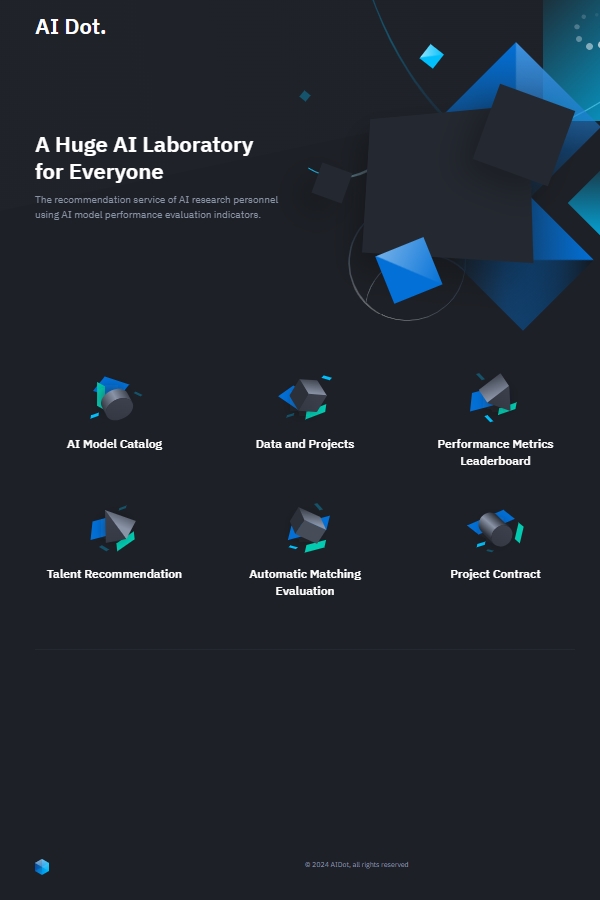 AI Dot.
A Huge AI Laboratory
for Everyone
The recommendation service of AI research personnel
using AI model performance evaluation indicators.
AI Model Catalog
Data and Projects
Performance Metrics
Leaderboard
Talent Recommendation
Automatic Matching
Evaluation
Project Contract
© 2024 AIDot, all rights reserved